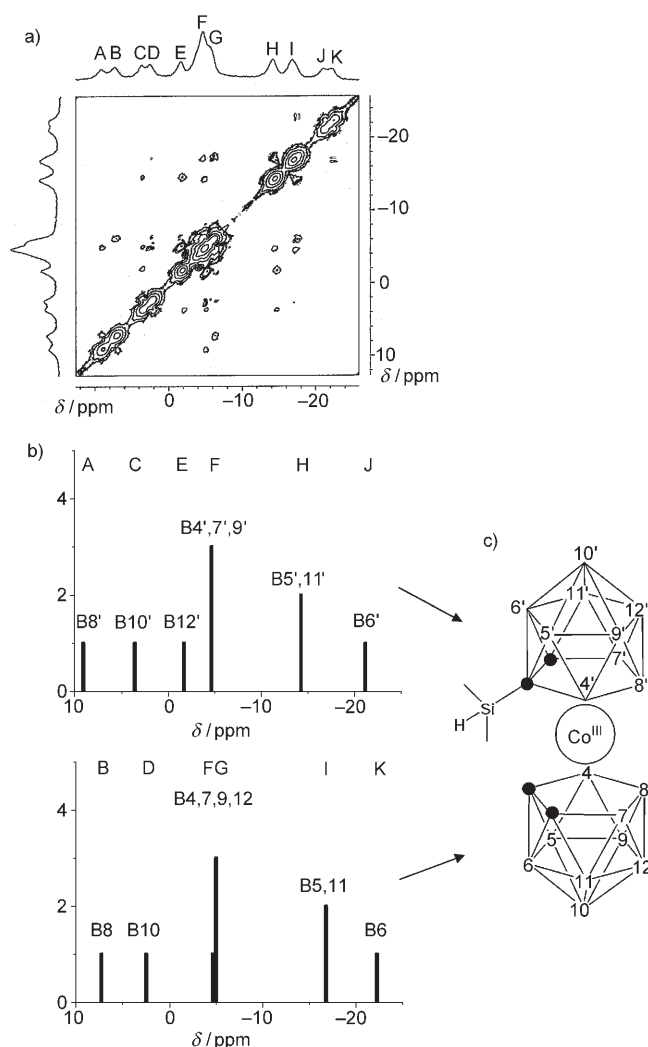 a)
A B C D E F G H I J K
−20
−10
0
10
δ / ppm
0 −10 −20
δ / ppm
b)
A C E F H J
4
2
0
B8' B10' B12' B4',7',9' B5',11' B6'
10 0 −10 −20
δ / ppm
B D FG I K
B4,7,9,12
4
2
0
B8 B10 B5,11 B6
10 0 −10 −20
δ / ppm
c)
10'
6' 11' 12'
5' 9'
7'
4' 8'
Si
H
Co^III
4
8
7
5 9
6 11 12
10